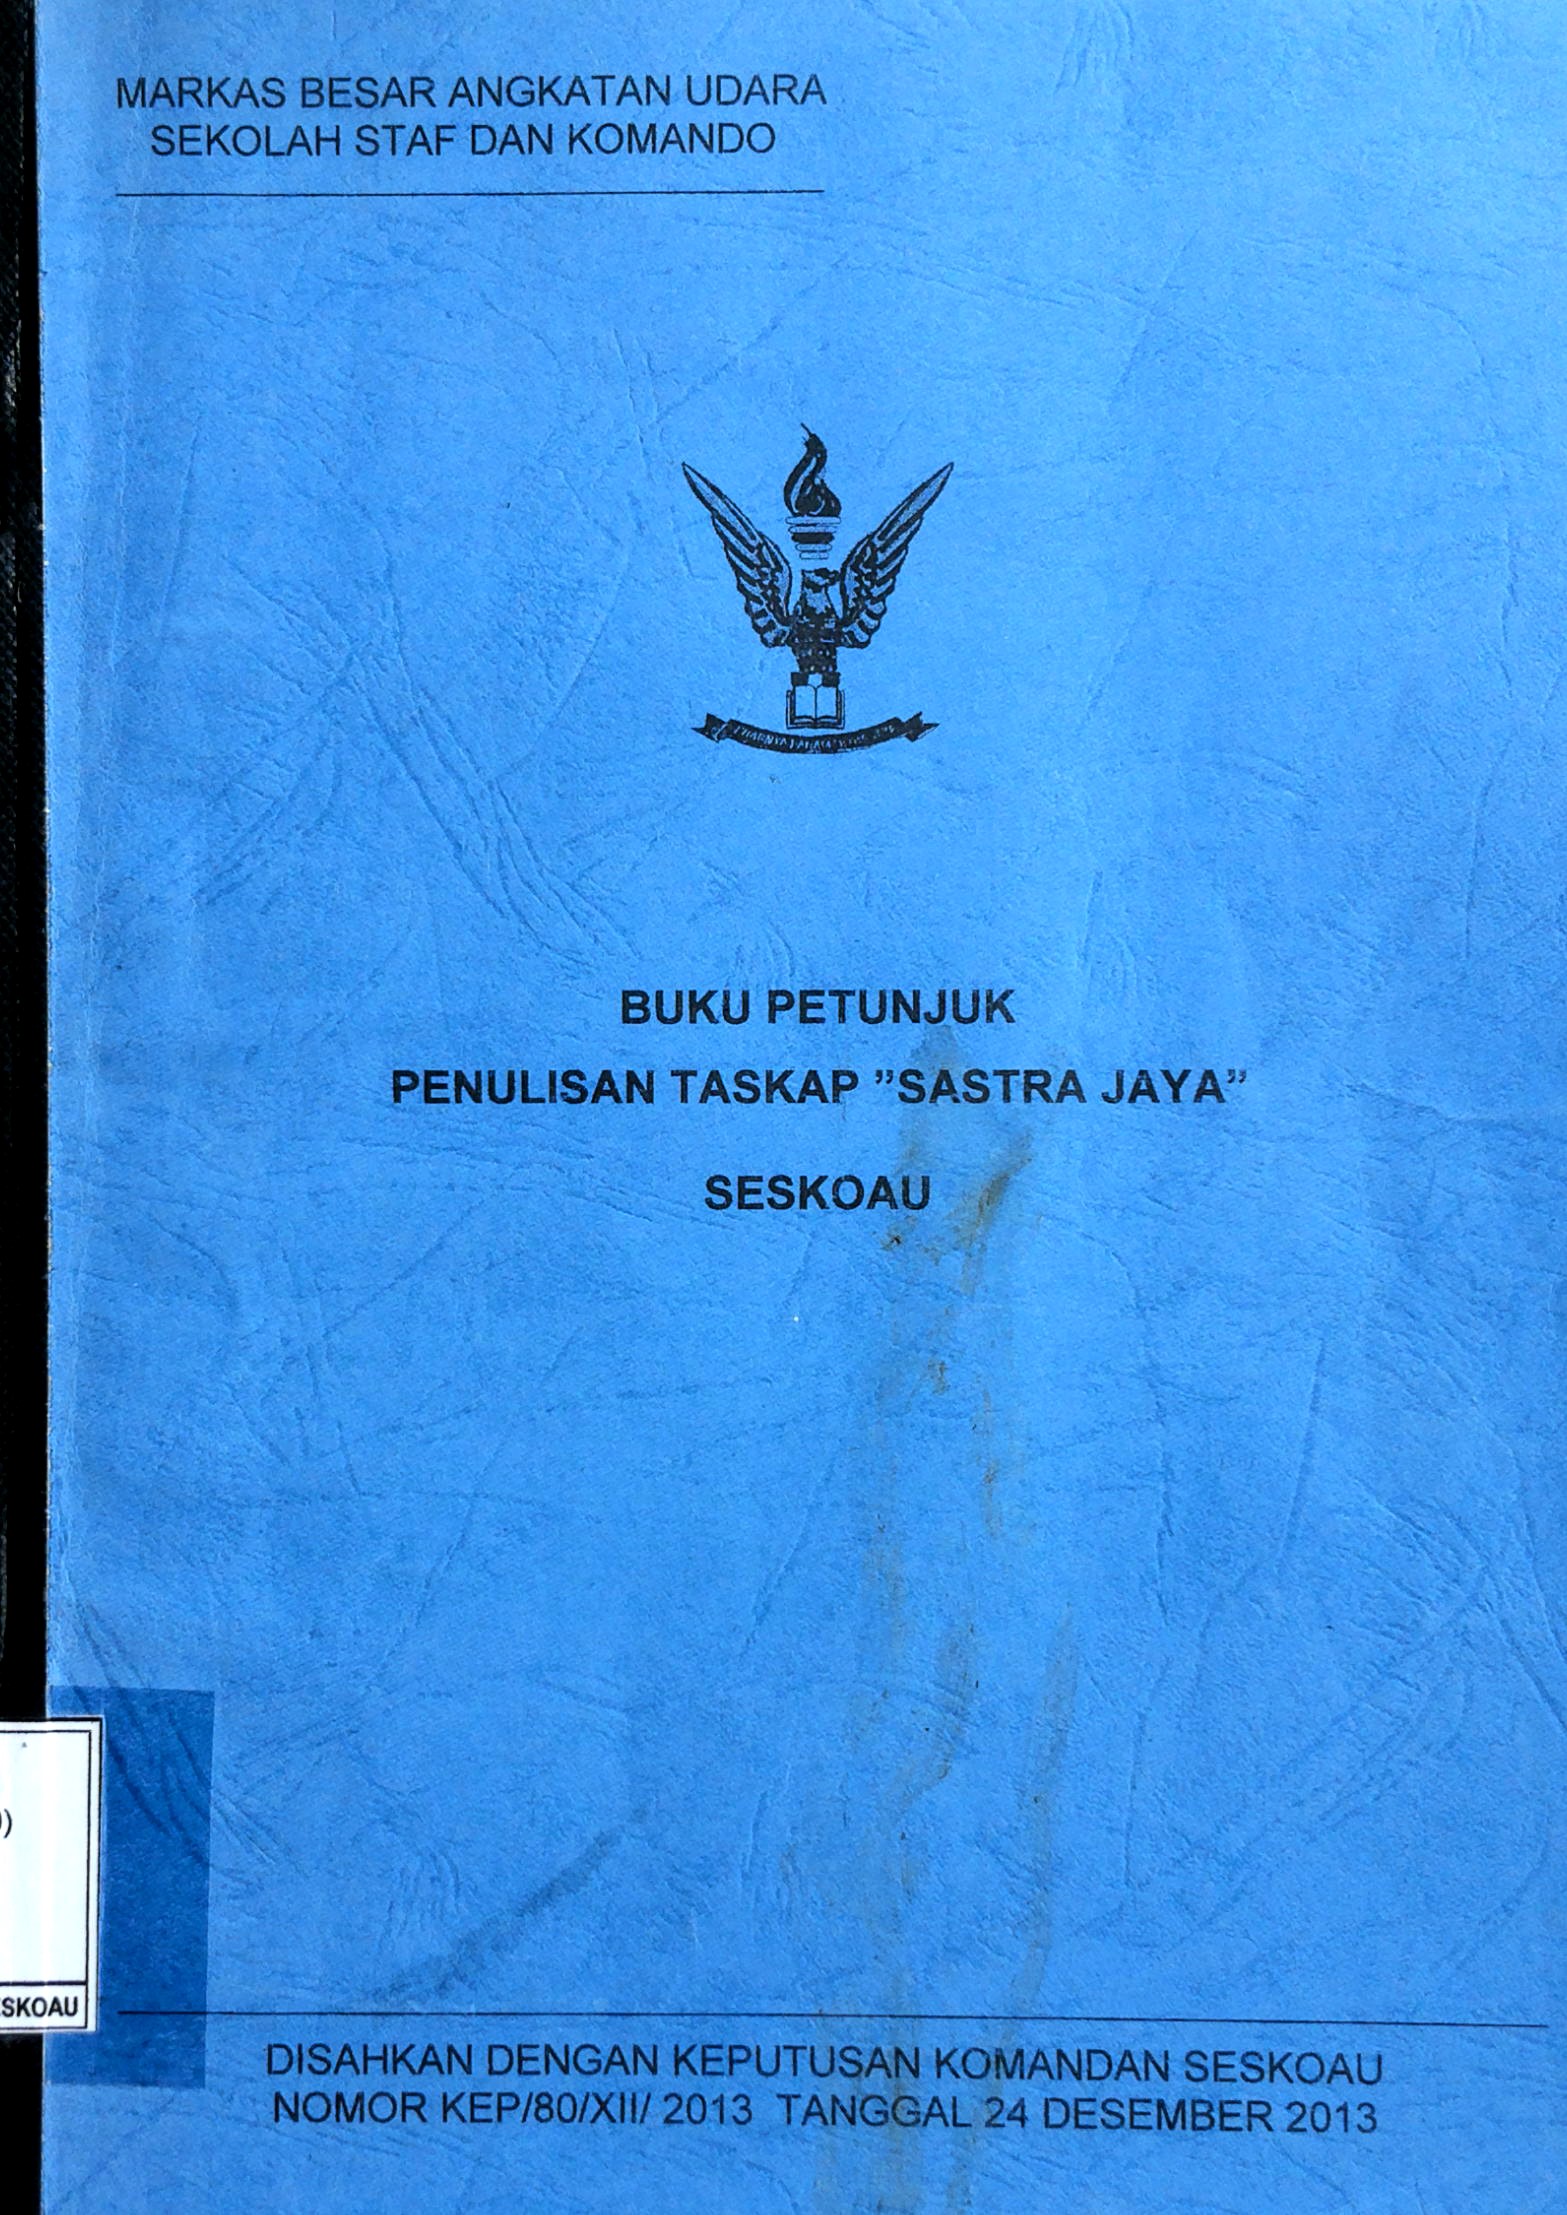 MARKAS BESAR ANGKATAN UDARA
SEKOLAH STAF DAN KOMANDO
BUKU PETUNJUK
PENULISAN TASKAP ”SASTRA JAYA”
SESKOAU
)
SKOAU
DISAHKAN DENGAN KEPUTUSAN KOMANDAN SESKOAU
NOMOR KEP/80/XII/ 2013 TANGGAL 24 DESEMBER 2013